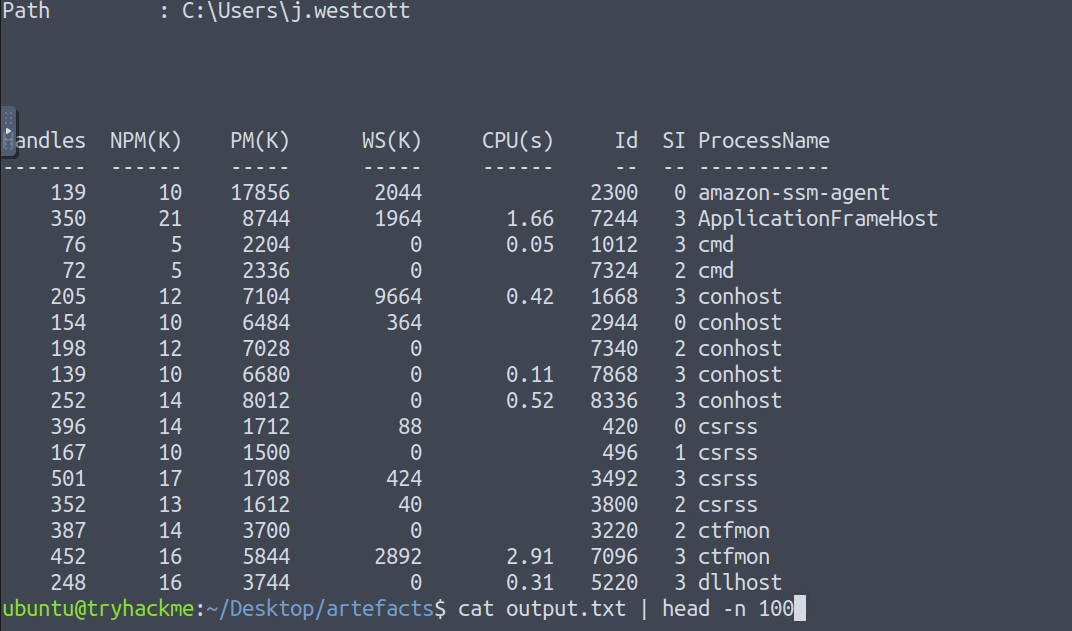 Path         : C:\Users\j.westcott
andles  NPM(K)    PM(K)      WS(K)     CPU(s)     Id  SI ProcessName
-------  ------    -----      -----     ------     --  -- -----------
    139      10    17856       2044               2300   0 amazon-ssm-agent
    350      21     8744       1964       1.66   7244   3 ApplicationFrameHost
     76       5     2204          0       0.05   1012   3 cmd
     72       5     2336          0              7324   2 cmd
    205      12     7104       9664       0.42   1668   3 conhost
    154      10     6484        364              2944   0 conhost
    198      12     7028          0              7340   2 conhost
    139      10     6680          0       0.11   7868   3 conhost
    252      14     8012          0       0.52   8336   3 conhost
    396      14     1712         88               420   0 csrss
    167      10     1500          0               496   1 csrss
    501      17     1708        424              3492   3 csrss
    352      13     1612         40              3800   2 csrss
    387      14     3700          0              3220   2 ctfmon
    452      16     5844       2892       2.91   7096   3 ctfmon
    248      16     3744          0       0.31   5220   3 dllhost
ubuntu@tryhackme:~/Desktop/artefacts$ cat output.txt | head -n 100